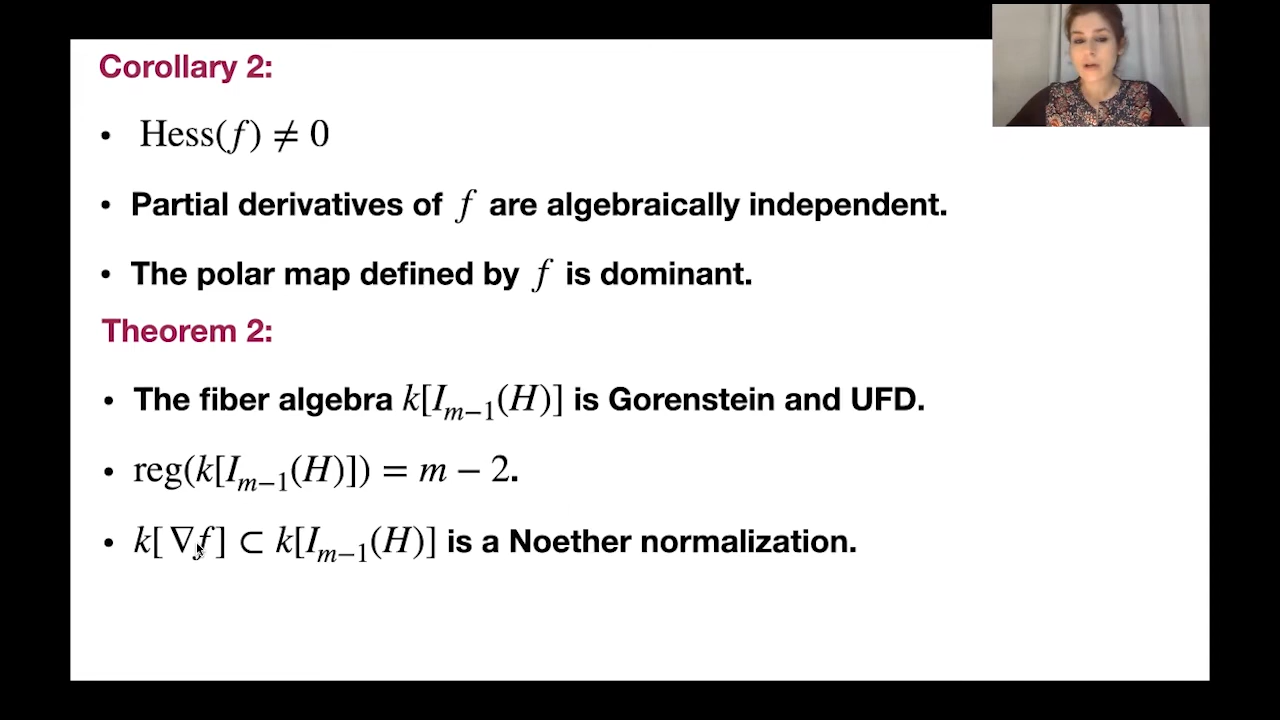 Corollary 2:
• Hess(f) ≠ 0
• Partial derivatives of f are algebraically independent.
• The polar map defined by f is dominant.
Theorem 2:
• The fiber algebra k[I_{m−1}(H)] is Gorenstein and UFD.
• reg(k[I_{m−1}(H)]) = m − 2.
• k[∇f] ⊂ k[I_{m−1}(H)] is a Noether normalization.